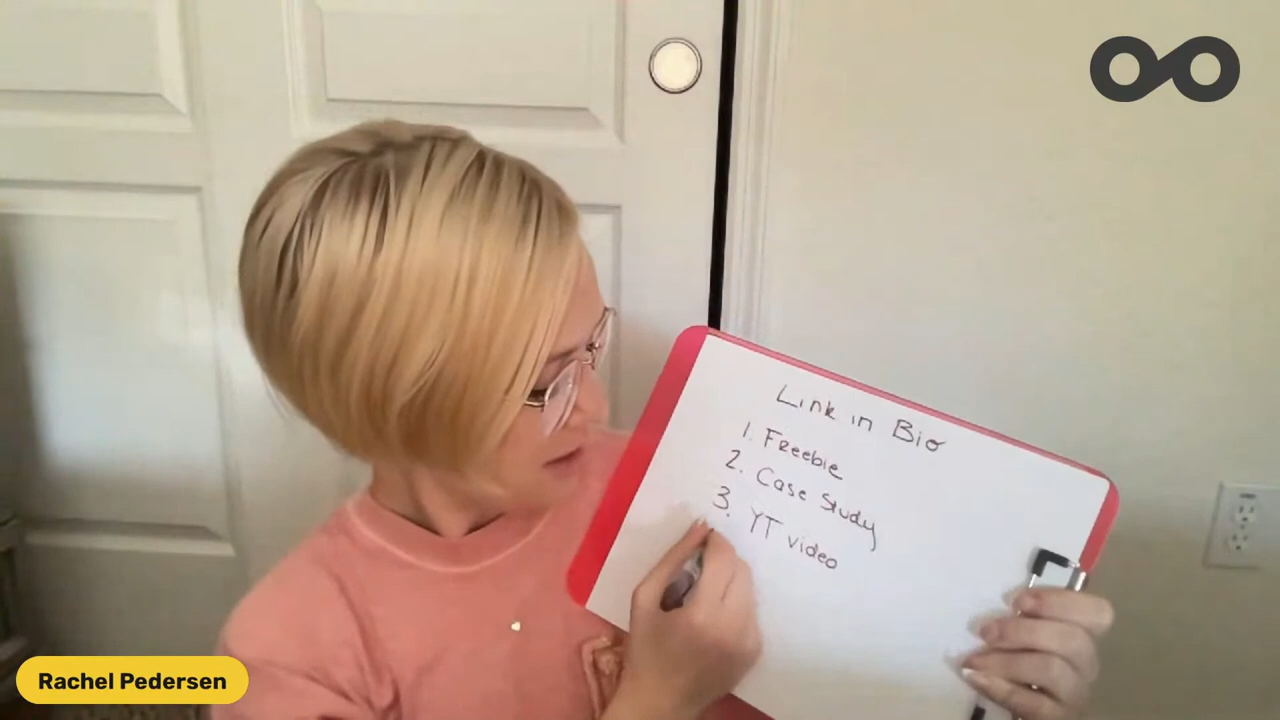 Link in Bio
1. Freebie
2. Case Study
3. YT video
Rachel Pedersen